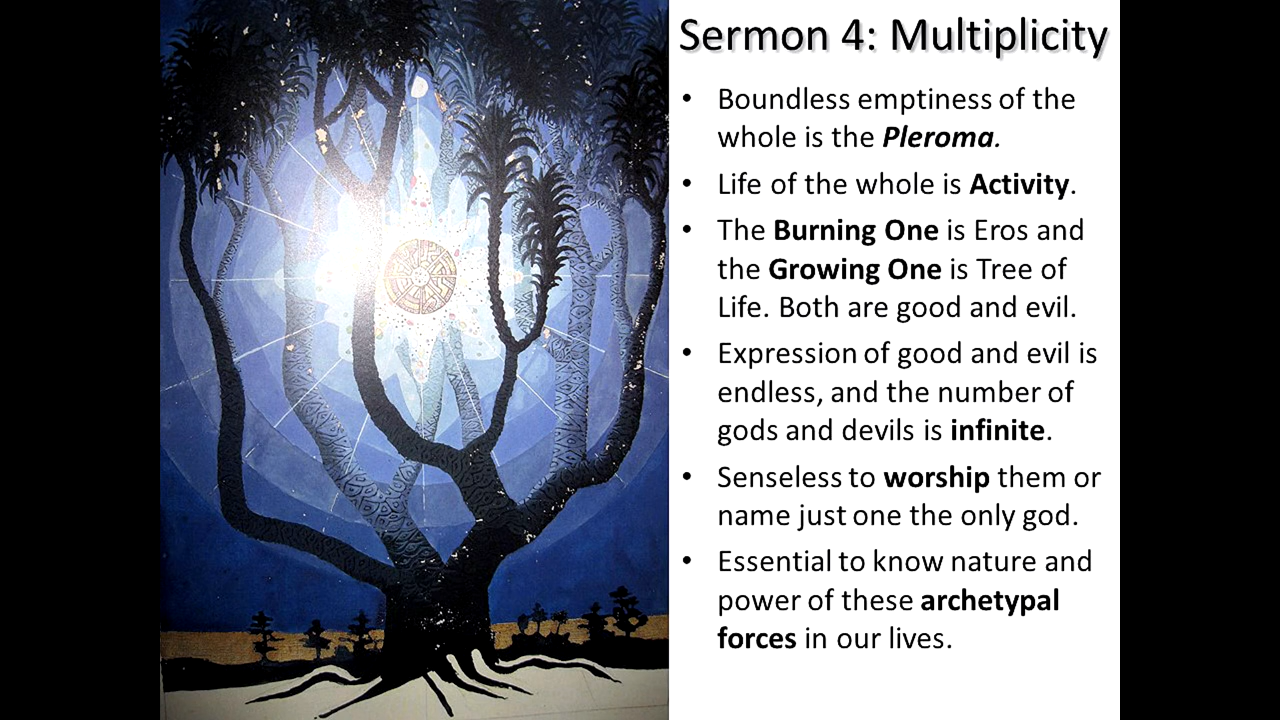 Sermon 4: Multiplicity
• Boundless emptiness of the
whole is the Pleroma.
• Life of the whole is Activity.
• The Burning One is Eros and
the Growing One is Tree of
Life. Both are good and evil.
• Expression of good and evil is
endless, and the number of
gods and devils is infinite.
• Senseless to worship them or
name just one the only god.
• Essential to know nature and
power of these archetypal
forces in our lives.